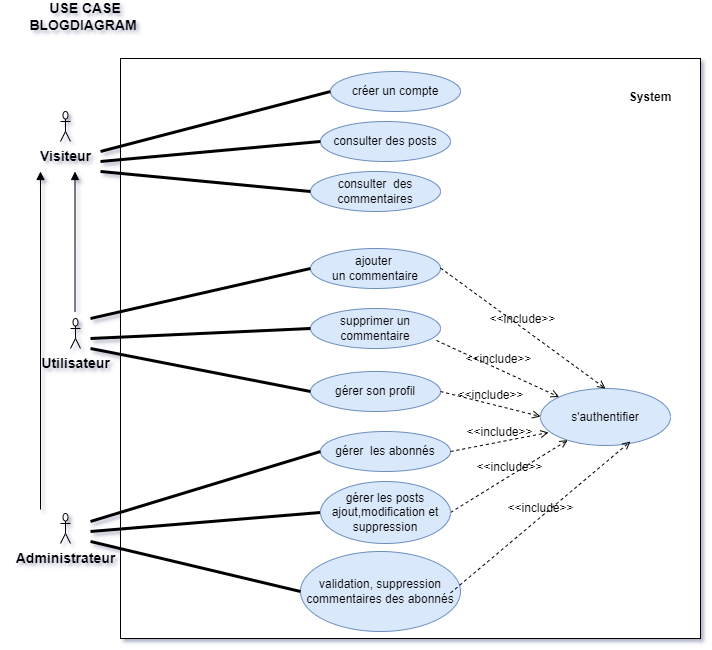 USE CASE
BLOGDIAGRAM
System
créer un compte
consulter des posts
Visiteur
consulter des
commentaires
ajouter
un commentaire
<<include>>
supprimer un
commentaire
<<include>>
Utilisateur
gérer son profil
<<include>>
s'authentifier
<<include>>
gérer les abonnés
<<include>>
gérer les posts
ajout,modification et
suppression
<<include>>
Administrateur
validation, suppression
commentaires des abonnés